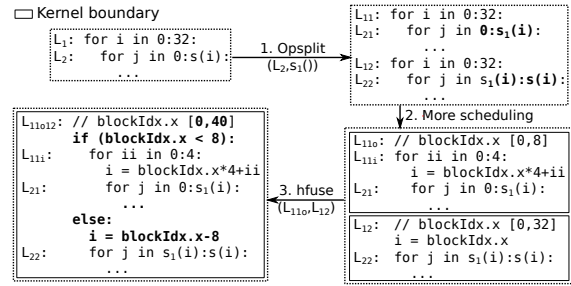 Kernel boundary
L₁: for i in 0:32:
L₂: for j in 0:s(i):
...
1. Opsplit
(L₂,s₁())
L₁₁: for i in 0:32:
L₂₁: for j in 0:s₁(i):
...
L₁₂: for i in 0:32:
L₂₂: for j in s₁(i):s(i):
...
2. More scheduling
L₁₁ₒ: // blockIdx.x [0,8]
L₁₁ᵢ: for ii in 0:4:
i = blockIdx.x*4+ii
L₂₁: for j in 0:s₁(i):
...
L₁₂: // blockIdx.x [0,32]
i = blockIdx.x
L₂₂: for j in s₁(i):s(i):
...
3. hfuse
(L₁₁ₒ,L₁₂)
L₁₁ₒ₁₂: // blockIdx.x [0,40]
if (blockIdx.x < 8):
L₁₁ᵢ: for ii in 0:4:
i = blockIdx.x*4+ii
L₂₁: for j in 0:s₁(i):
...
else:
i = blockIdx.x-8
L₂₂: for j in s₁(i):s(i):
...